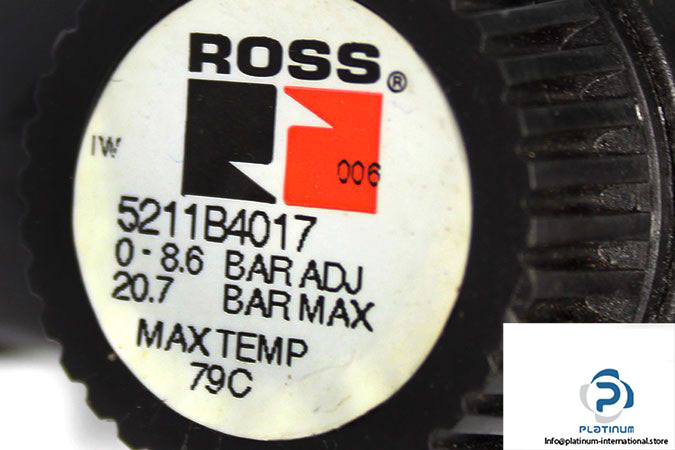 ROSS®
IW
006
5211B4017
0 - 8.6 BAR ADJ
20.7 BAR MAX
MAX TEMP
79C
P
PLATINUM
Info@platinum-international.store